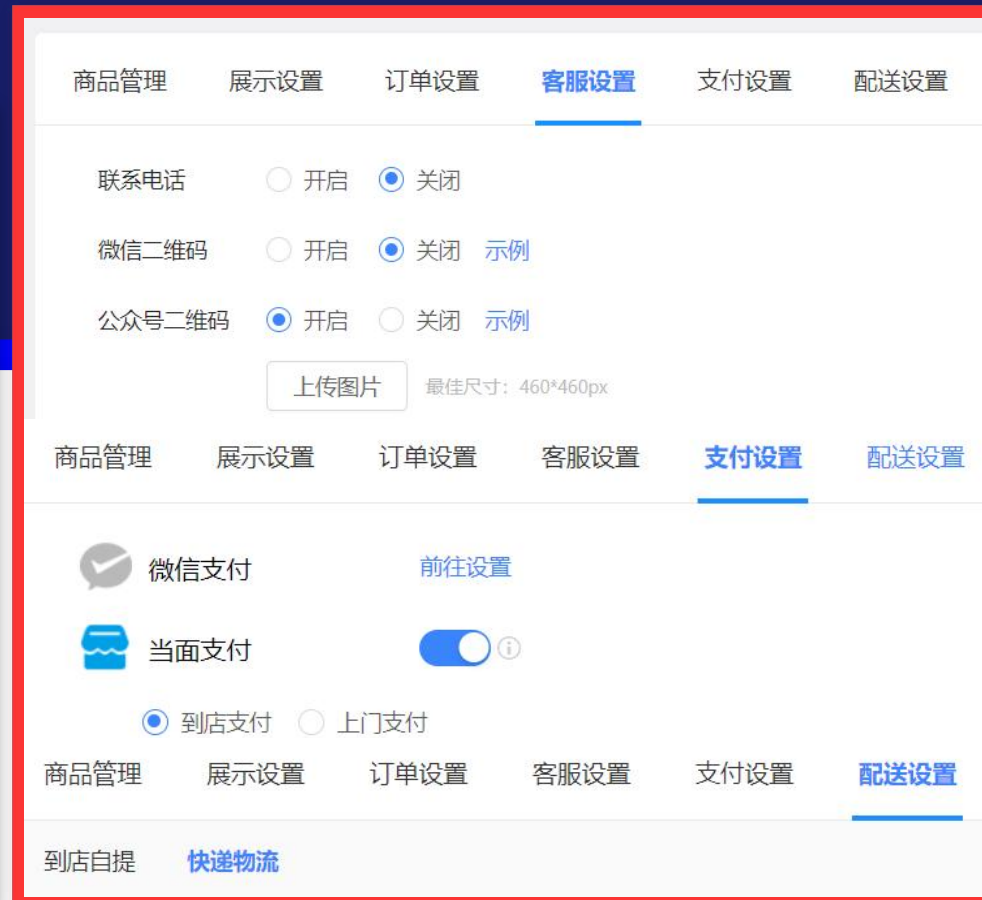 商品管理 展示设置 订单设置 客服设置 支付设置 配送设置
联系电话 开启 关闭
微信二维码 开启 关闭 示例
公众号二维码 开启 关闭 示例
上传图片 最佳尺寸：460*460px
商品管理 展示设置 订单设置 客服设置 支付设置 配送设置
微信支付 前往设置
当面支付
到店支付 上门支付
商品管理 展示设置 订单设置 客服设置 支付设置 配送设置
到店自提 快递物流